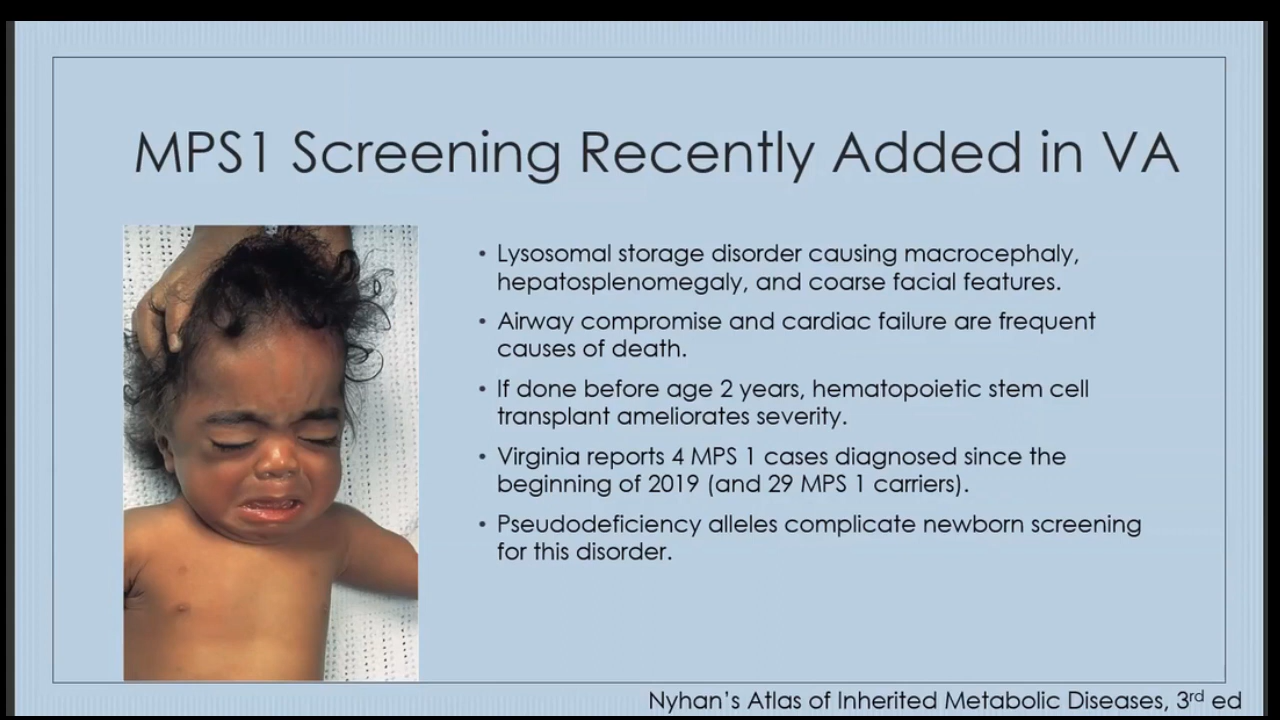 MPS1 Screening Recently Added in VA
• Lysosomal storage disorder causing macrocephaly,
hepatosplenomegaly, and coarse facial features.
• Airway compromise and cardiac failure are frequent
causes of death.
• If done before age 2 years, hematopoietic stem cell
transplant ameliorates severity.
• Virginia reports 4 MPS 1 cases diagnosed since the
beginning of 2019 (and 29 MPS 1 carriers).
• Pseudodeficiency alleles complicate newborn screening
for this disorder.
Nyhan’s Atlas of Inherited Metabolic Diseases, 3rd ed